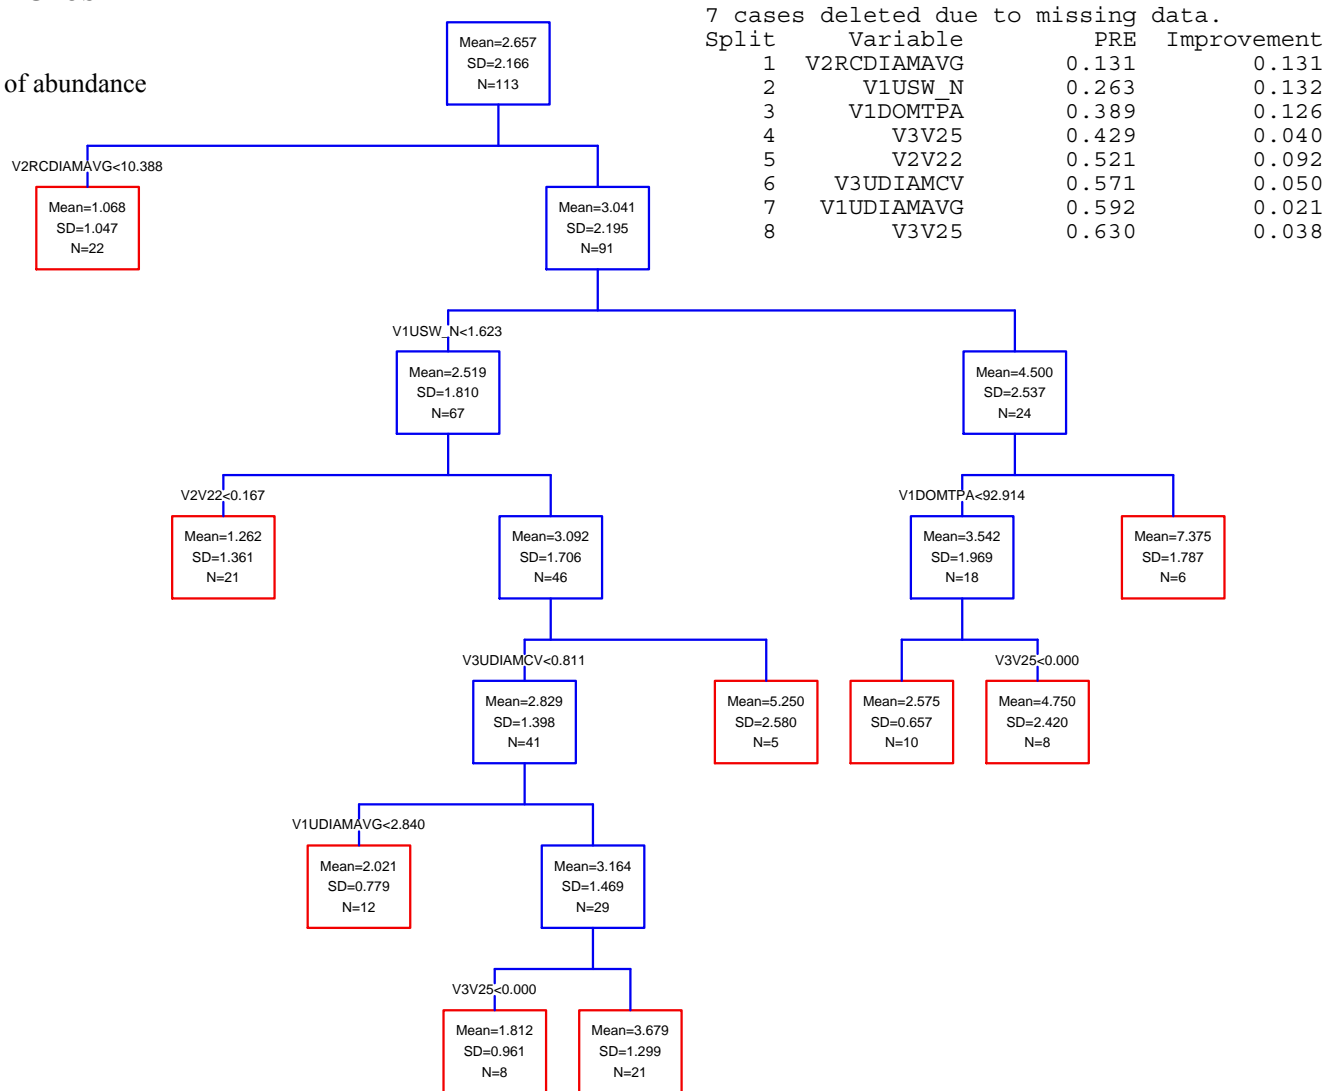 of abundance
7 cases deleted due to missing data.
Split Variable PRE Improvement
1 V2RCDIAMAVG 0.131 0.131
2 V1USW_N 0.263 0.132
3 V1DOMTPA 0.389 0.126
4 V3V25 0.429 0.040
5 V2V22 0.521 0.092
6 V3UDIAMCV 0.571 0.050
7 V1UDIAMAVG 0.592 0.021
8 V3V25 0.630 0.038
Mean=2.657
SD=2.166
N=113
V2RCDIAMAVG<10.388
Mean=1.068
SD=1.047
N=22
Mean=3.041
SD=2.195
N=91
V1USW_N<1.623
Mean=2.519
SD=1.810
N=67
Mean=4.500
SD=2.537
N=24
V2V22<0.167
Mean=1.262
SD=1.361
N=21
Mean=3.092
SD=1.706
N=46
V1DOMTPA<92.914
Mean=3.542
SD=1.969
N=18
Mean=7.375
SD=1.787
N=6
V3UDIAMCV<0.811
Mean=2.829
SD=1.398
N=41
Mean=5.250
SD=2.580
N=5
Mean=2.575
SD=0.657
N=10
V3V25<0.000
Mean=4.750
SD=2.420
N=8
V1UDIAMAVG<2.840
Mean=2.021
SD=0.779
N=12
Mean=3.164
SD=1.469
N=29
V3V25<0.000
Mean=1.812
SD=0.961
N=8
Mean=3.679
SD=1.299
N=21